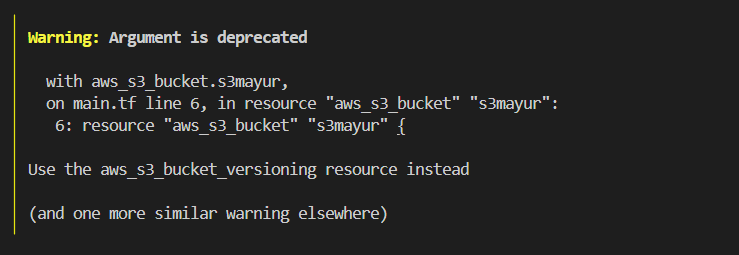 Warning: Argument is deprecated
with aws_s3_bucket.s3mayur,
on main.tf line 6, in resource "aws_s3_bucket" "s3mayur":
6: resource "aws_s3_bucket" "s3mayur" {
Use the aws_s3_bucket_versioning resource instead
(and one more similar warning elsewhere)